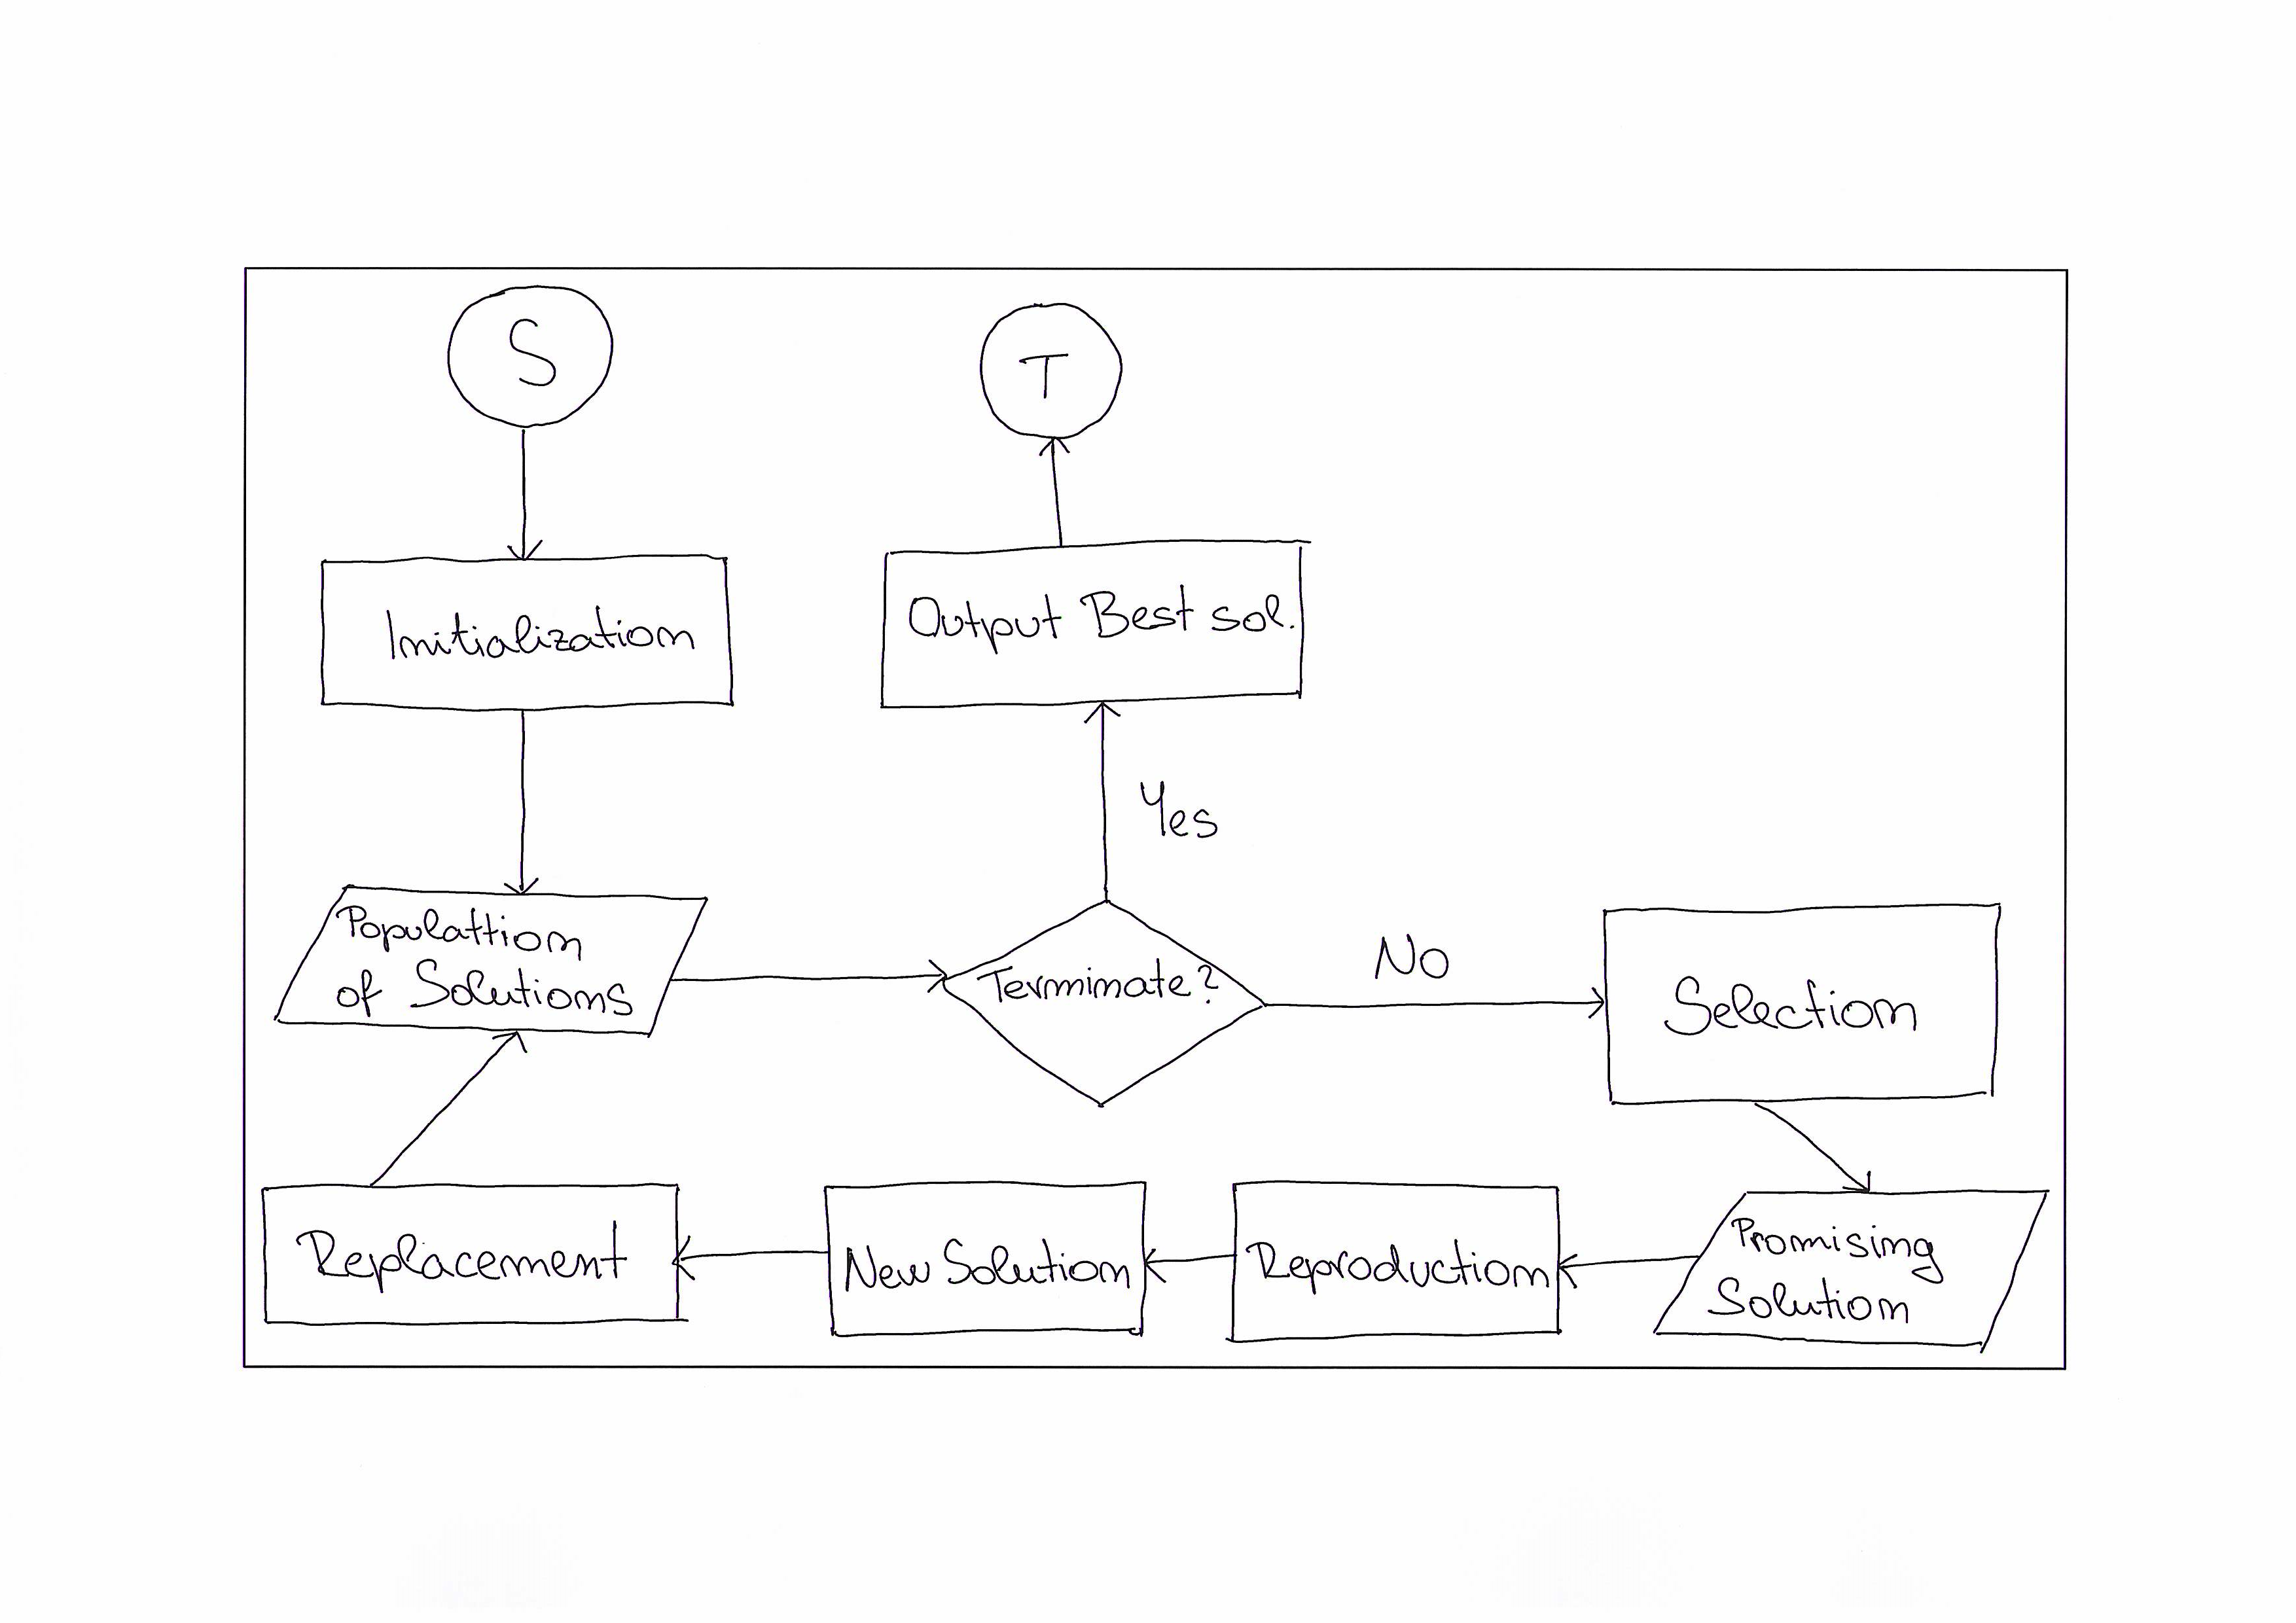 S
T
Initialization
Output Best sol.
Yes
Populattion
of Solutions
Terminate?
No
Selection
Replacement
New Solution
Reproduction
Promising
Solution